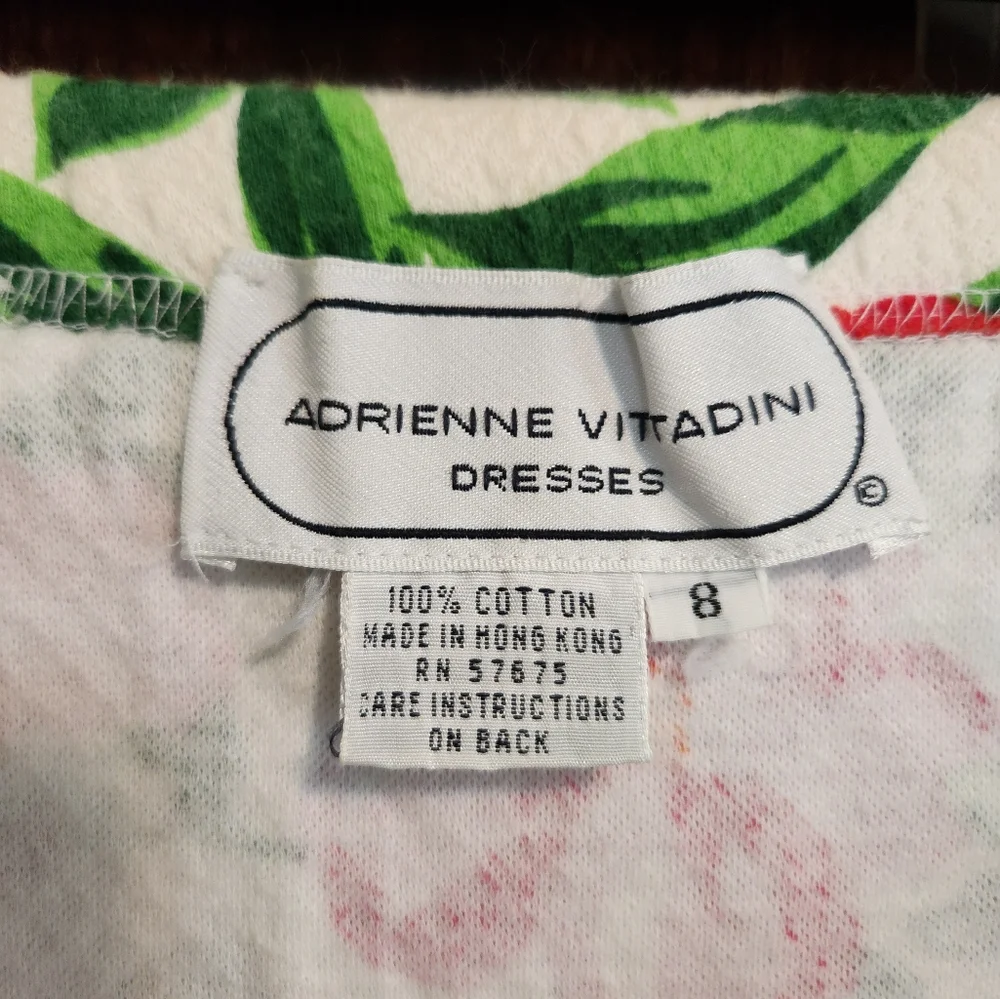 ADRIENNE VITTADINI
DRESSES
©
100% COTTON
MADE IN HONG KONG
RN 57675
CARE INSTRUCTIONS
ON BACK
8